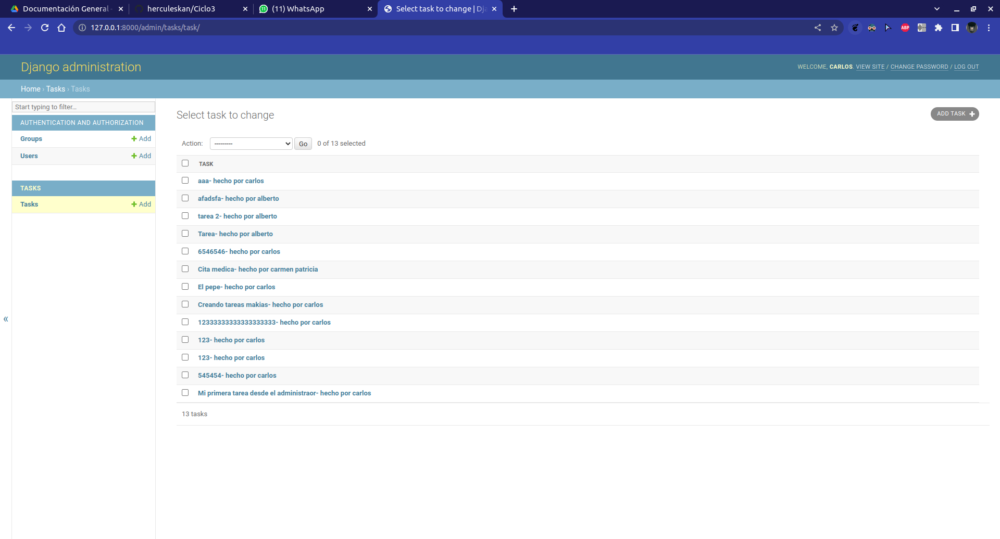 Documentación General -
herculeskan/Ciclo3
(11) WhatsApp
Select task to change | Dja
127.0.0.1:8000/admin/tasks/task/
ABP
Django administration
WELCOME, CARLOS. VIEW SITE / CHANGE PASSWORD / LOG OUT
Home › Tasks › Tasks
Start typing to filter...
AUTHENTICATION AND AUTHORIZATION
Groups
Add
Users
Add
TASKS
Tasks
Add
«
Select task to change
ADD TASK
Action: --------- Go 0 of 13 selected
TASK
aaa- hecho por carlos
afadsfa- hecho por alberto
tarea 2- hecho por alberto
Tarea- hecho por alberto
6546546- hecho por carlos
Cita medica- hecho por carmen patricia
El pepe- hecho por carlos
Creando tareas makias- hecho por carlos
12333333333333333333- hecho por carlos
123- hecho por carlos
123- hecho por carlos
545454- hecho por carlos
Mi primera tarea desde el administraor- hecho por carlos
13 tasks